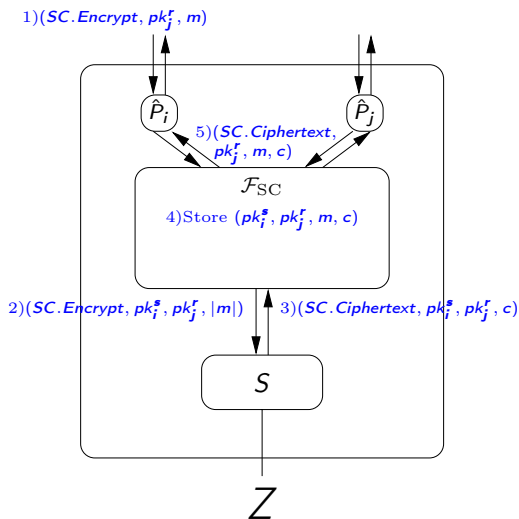 1)(SC.Encrypt, pk_j^r, m)
P̂_i
P̂_j
5)(SC.Ciphertext,
pk_j^r, m, c)
F_SC
4)Store (pk_i^s, pk_j^r, m, c)
2)(SC.Encrypt, pk_i^s, pk_j^r, |m|)
3)(SC.Ciphertext, pk_i^s, pk_j^r, c)
S
Z